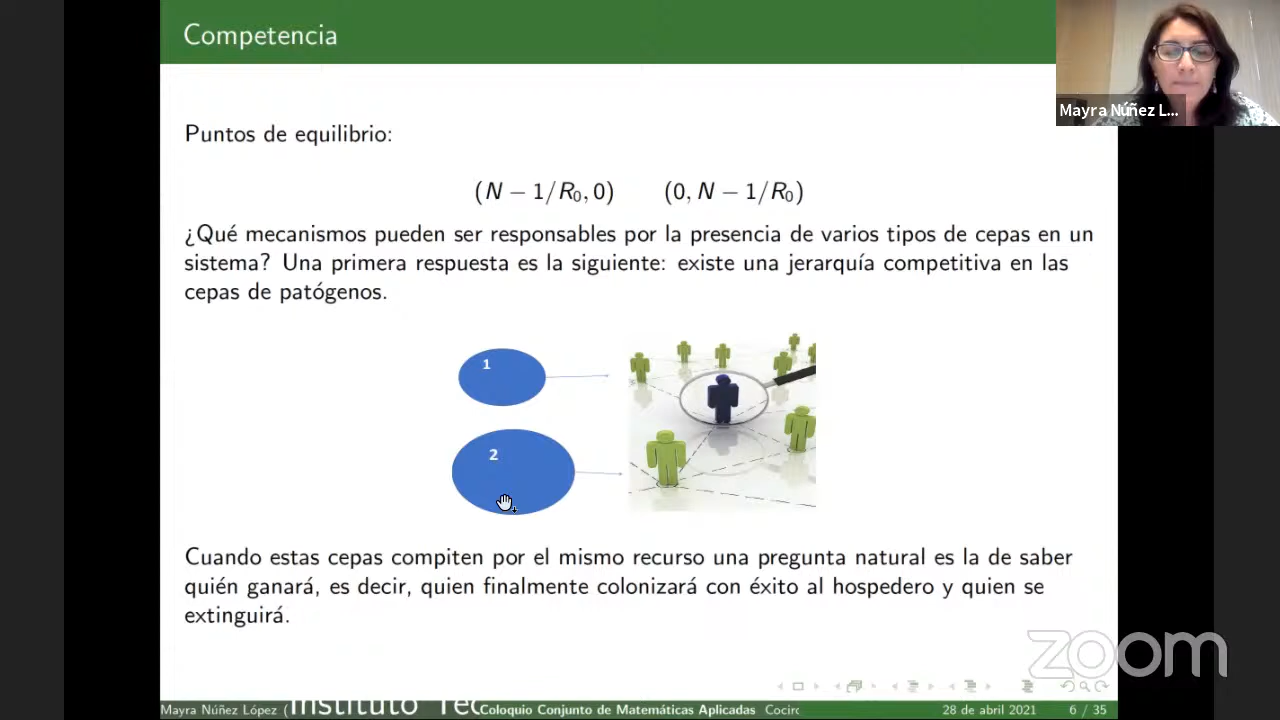 Competencia
Mayra Núñez L...
Puntos de equilibrio:
(N − 1/R₀, 0) (0, N − 1/R₀)
¿Qué mecanismos pueden ser responsables por la presencia de varios tipos de cepas en un
sistema? Una primera respuesta es la siguiente: existe una jerarquía competitiva en las
cepas de patógenos.
1
2
Cuando estas cepas compiten por el mismo recurso una pregunta natural es la de saber
quién ganará, es decir, quien finalmente colonizará con éxito al hospedero y quien se
extinguirá.
zoom
Mayra Núñez López ( Instituto Tec Coloquio Conjunto de Matemáticas Aplicadas 28 de abril 2021 6 / 35